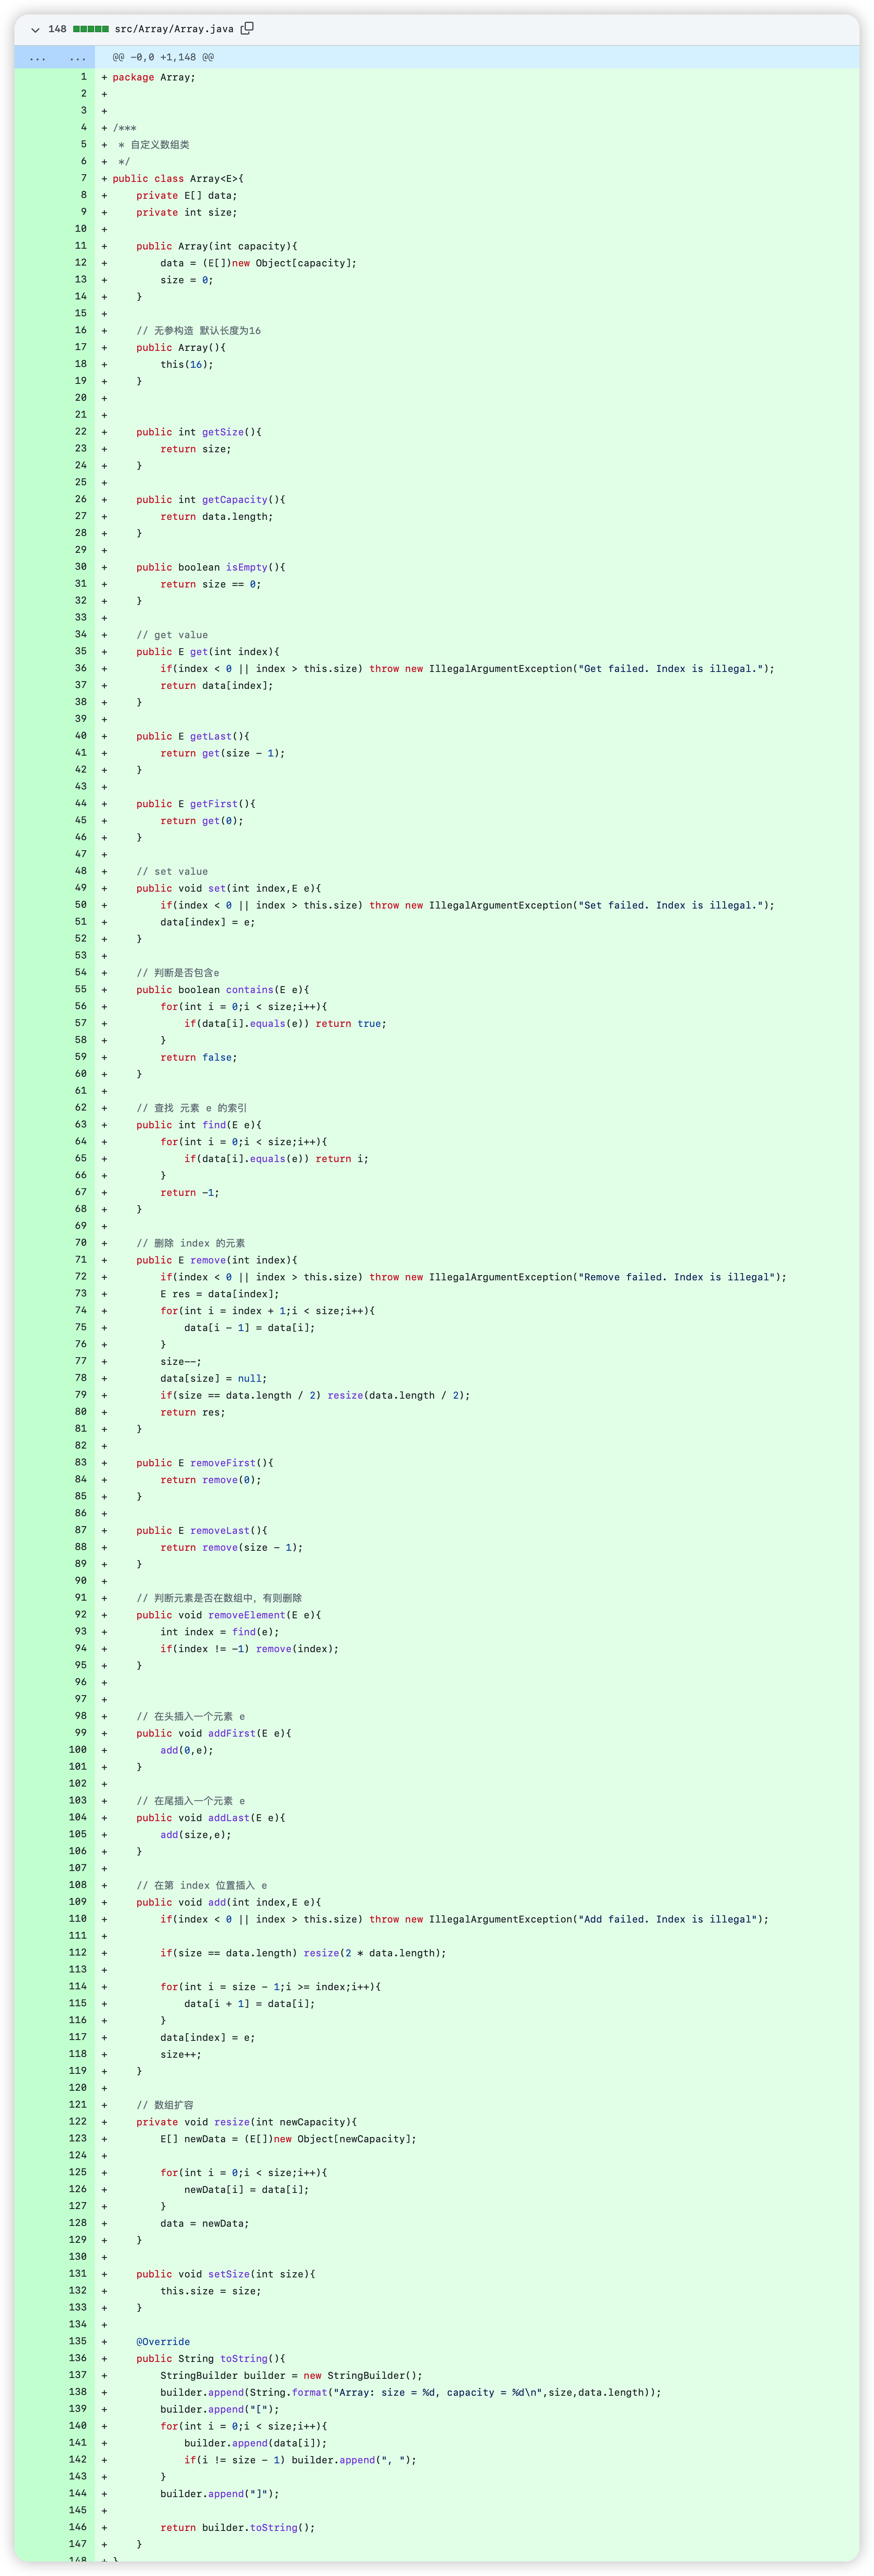 148 src/Array/Array.java
... ... @@ -0,0 +1,148 @@
1 + package Array;
2 +
3 +
4 + /***
5 +  * 自定义数组类
6 +  */
7 + public class Array<E>{
8 +     private E[] data;
9 +     private int size;
10 +
11 +     public Array(int capacity){
12 +         data = (E[])new Object[capacity];
13 +         size = 0;
14 +     }
15 +
16 +     // 无参构造 默认长度为16
17 +     public Array(){
18 +         this(16);
19 +     }
20 +
21 +
22 +     public int getSize(){
23 +         return size;
24 +     }
25 +
26 +     public int getCapacity(){
27 +         return data.length;
28 +     }
29 +
30 +     public boolean isEmpty(){
31 +         return size == 0;
32 +     }
33 +
34 +     // get value
35 +     public E get(int index){
36 +         if(index < 0 || index > this.size) throw new IllegalArgumentException("Get failed. Index is illegal.");
37 +         return data[index];
38 +     }
39 +
40 +     public E getLast(){
41 +         return get(size - 1);
42 +     }
43 +
44 +     public E getFirst(){
45 +         return get(0);
46 +     }
47 +
48 +     // set value
49 +     public void set(int index,E e){
50 +         if(index < 0 || index > this.size) throw new IllegalArgumentException("Set failed. Index is illegal.");
51 +         data[index] = e;
52 +     }
53 +
54 +     // 判断是否包含e
55 +     public boolean contains(E e){
56 +         for(int i = 0;i < size;i++){
57 +             if(data[i].equals(e)) return true;
58 +         }
59 +         return false;
60 +     }
61 +
62 +     // 查找 元素 e 的索引
63 +     public int find(E e){
64 +         for(int i = 0;i < size;i++){
65 +             if(data[i].equals(e)) return i;
66 +         }
67 +         return -1;
68 +     }
69 +
70 +     // 删除 index 的元素
71 +     public E remove(int index){
72 +         if(index < 0 || index > this.size) throw new IllegalArgumentException("Remove failed. Index is illegal");
73 +         E res = data[index];
74 +         for(int i = index + 1;i < size;i++){
75 +             data[i - 1] = data[i];
76 +         }
77 +         size--;
78 +         data[size] = null;
79 +         if(size == data.length / 2) resize(data.length / 2);
80 +         return res;
81 +     }
82 +
83 +     public E removeFirst(){
84 +         return remove(0);
85 +     }
86 +
87 +     public E removeLast(){
88 +         return remove(size - 1);
89 +     }
90 +
91 +     // 判断元素是否在数组中，有则删除
92 +     public void removeElement(E e){
93 +         int index = find(e);
94 +         if(index != -1) remove(index);
95 +     }
96 +
97 +
98 +     // 在头插入一个元素 e
99 +     public void addFirst(E e){
100 +         add(0,e);
101 +     }
102 +
103 +     // 在尾插入一个元素 e
104 +     public void addLast(E e){
105 +         add(size,e);
106 +     }
107 +
108 +     // 在第 index 位置插入 e
109 +     public void add(int index,E e){
110 +         if(index < 0 || index > this.size) throw new IllegalArgumentException("Add failed. Index is illegal");
111 +
112 +         if(size == data.length) resize(2 * data.length);
113 +
114 +         for(int i = size - 1;i >= index;i++){
115 +             data[i + 1] = data[i];
116 +         }
117 +         data[index] = e;
118 +         size++;
119 +     }
120 +
121 +     // 数组扩容
122 +     private void resize(int newCapacity){
123 +         E[] newData = (E[])new Object[newCapacity];
124 +
125 +         for(int i = 0;i < size;i++){
126 +             newData[i] = data[i];
127 +         }
128 +         data = newData;
129 +     }
130 +
131 +     public void setSize(int size){
132 +         this.size = size;
133 +     }
134 +
135 +     @Override
136 +     public String toString(){
137 +         StringBuilder builder = new StringBuilder();
138 +         builder.append(String.format("Array: size = %d, capacity = %d\n",size,data.length));
139 +         builder.append("[");
140 +         for(int i = 0;i < size;i++){
141 +             builder.append(data[i]);
142 +             if(i != size - 1) builder.append(", ");
143 +         }
144 +         builder.append("]");
145 +
146 +         return builder.toString();
147 +     }
148 + }